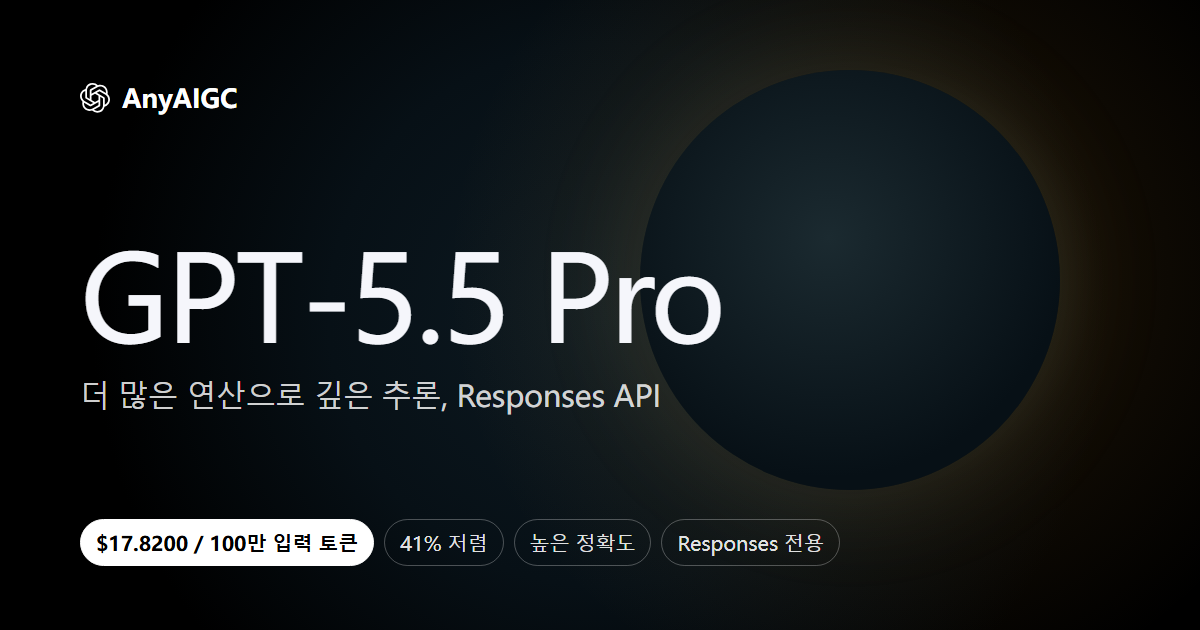 AnyAIGC
GPT-5.5 Pro
더 많은 연산으로 깊은 추론, Responses API
$17.8200 / 100만 입력 토큰
41% 저렴
높은 정확도
Responses 전용